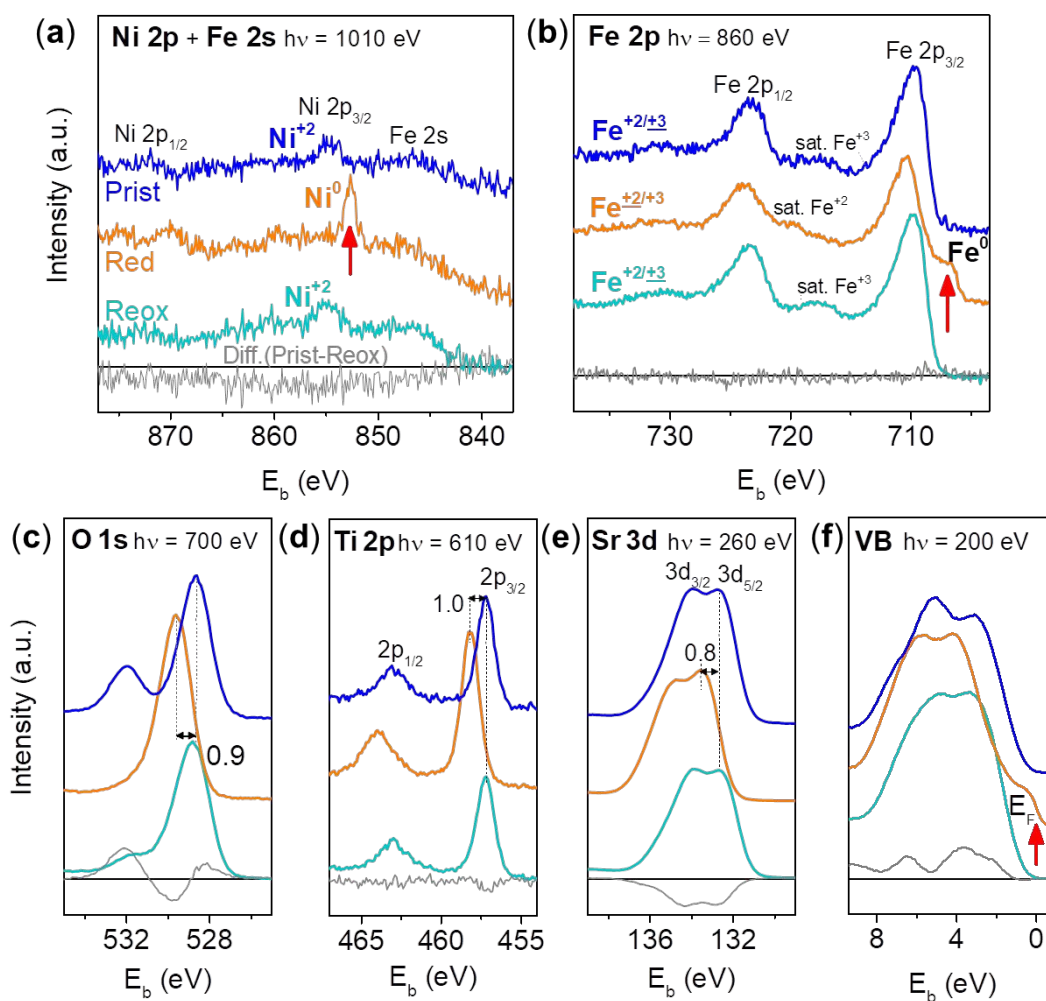 (a) Ni 2p + Fe 2s hν = 1010 eV
Ni 2p1/2
Ni+2
Ni 2p3/2
Fe 2s
Prist
Ni0
Red
Ni+2
Reox
Diff.(Prist-Reox)
870 860 850 840
Eb (eV)
Intensity (a.u.)
(b) Fe 2p hν = 860 eV
Fe 2p3/2
Fe 2p1/2
Fe+2/+3
sat. Fe+3
Fe+2/+3
sat. Fe+2
Fe0
Fe+2/+3
sat. Fe+3
730 720 710
Eb (eV)
(c) O 1s hν = 700 eV
0.9
532 528
Eb (eV)
Intensity (a.u.)
(d) Ti 2p hν = 610 eV
2p3/2
1.0
2p1/2
465 460 455
Eb (eV)
(e) Sr 3d hν = 260 eV
3d3/2 3d5/2
0.8
136 132
Eb (eV)
(f) VB hν = 200 eV
EF
8 4 0
Eb (eV)